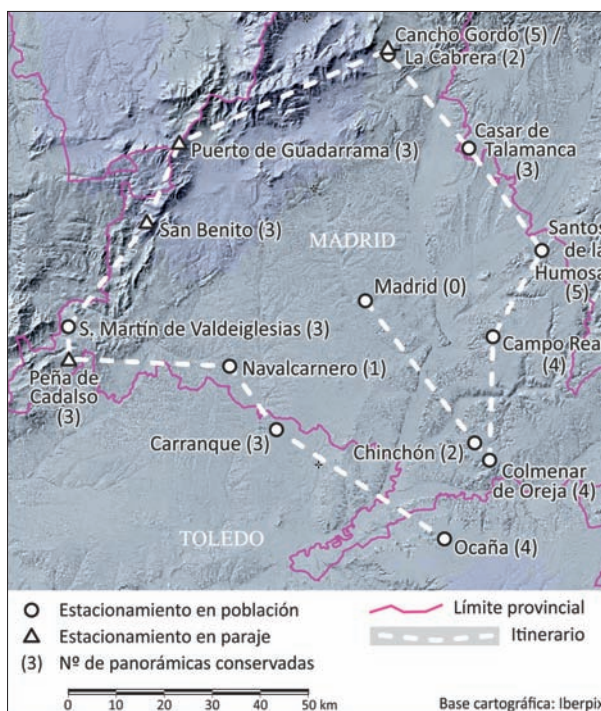 Cancho Gordo (5) /
La Cabrera (2)
Puerto de Guadarrama (3)
Casar de
Talamanca
(3)
San Benito (3)
MADRID
Santos
de la
Humosa
(5)
Madrid (0)
S. Martín de Valdeiglesias (3)
Campo Real
(4)
Peña de
Cadalso
(3)
Navalcarnero (1)
Carranque (3)
Chinchón (2)
Colmenar
de Oreja (4)
TOLEDO
Ocaña (4)
Estacionamiento en población
Límite provincial
Estacionamiento en paraje
Itinerario
(3) Nº de panorámicas conservadas
0 10 20 30 40 50 km
Base cartográfica: Iberpix